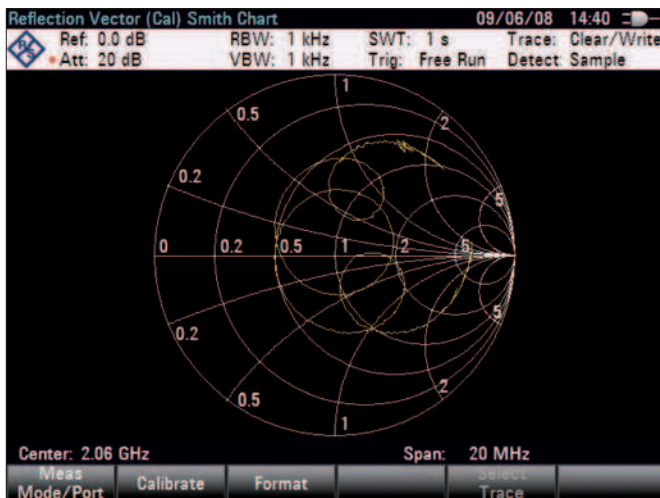 Reflection Vector (Cal) Smith Chart 09/06/08 14:40
R&S Ref: 0.0 dB RBW: 1 kHz SWT: 1 s Trace: Clear/Write
Att: 20 dB VBW: 1 kHz Trig: Free Run Detect: Sample
1
0.5 2
0.2 5
0 0.2 0.5 1 2 5
0.2 5
0.5 2
1
Center: 2.06 GHz Span: 20 MHz
Meas Mode/Port Calibrate Format Select Trace